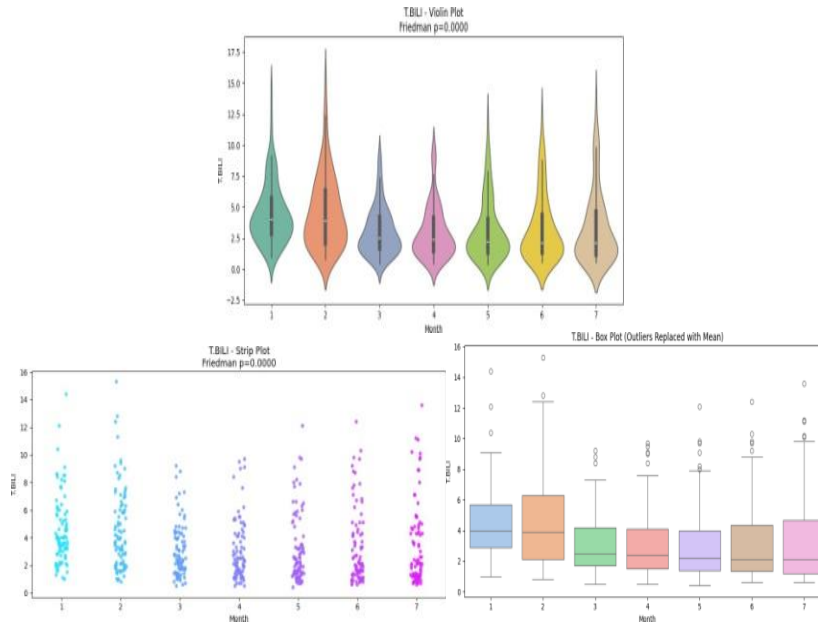 T.BILI - Violin Plot
Friedman p=0.0000
17.5
15.0
12.5
10.0
7.5
5.0
2.5
0.0
−2.5
T.BILI
1 2 3 4 5 6 7
Month
T.BILI - Strip Plot
Friedman p=0.0000
16
14
12
10
8
6
4
2
0
T.BILI
1 2 3 4 5 6 7
Month
T.BILI - Box Plot (Outliers Replaced with Mean)
16
14
12
10
8
6
4
2
0
T.BILI
1 2 3 4 5 6 7
Month